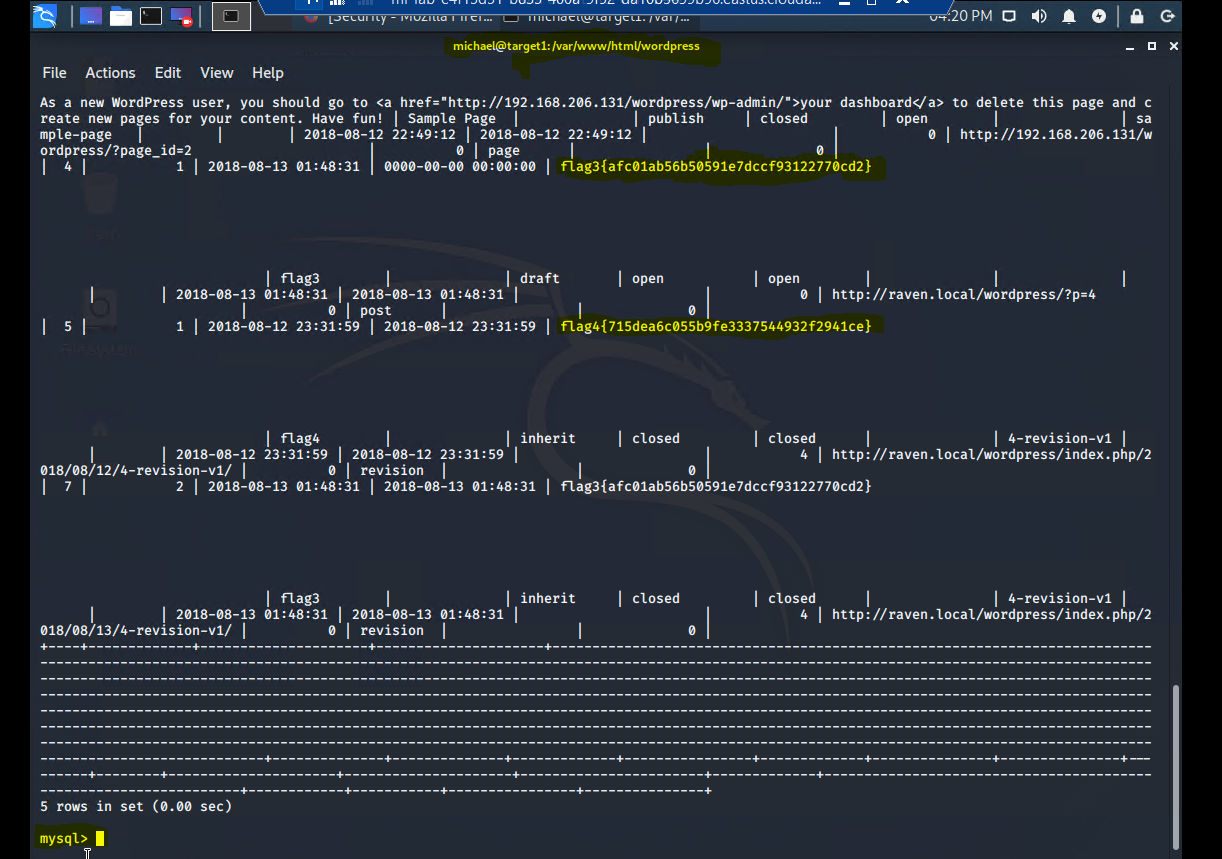 [Security - Mozilla Firef... michael@target1: /var/... 04:20 PM
michael@target1: /var/www/html/wordpress
File Actions Edit View Help
As a new WordPress user, you should go to <a href="http://192.168.206.131/wordpress/wp-admin/">your dashboard</a> to delete this page and c
reate new pages for your content. Have fun! | Sample Page | | publish | closed | open | | sa
mple-page | | | 2018-08-12 22:49:12 | 2018-08-12 22:49:12 | | 0 | http://192.168.206.131/w
ordpress/?page_id=2 | 0 | page | | 0 |
| 4 | 1 | 2018-08-13 01:48:31 | 0000-00-00 00:00:00 | flag3{afc01ab56b50591e7dccf93122770cd2}
| flag3 | | draft | open | open | | |
| | 2018-08-13 01:48:31 | 2018-08-13 01:48:31 | | 0 | http://raven.local/wordpress/?p=4
| 0 | post | | 0 |
| 5 | 1 | 2018-08-12 23:31:59 | 2018-08-12 23:31:59 | flag4{715dea6c055b9fe3337544932f2941ce}
| flag4 | | inherit | closed | closed | | 4-revision-v1 |
| | 2018-08-12 23:31:59 | 2018-08-12 23:31:59 | | 4 | http://raven.local/wordpress/index.php/2
018/08/12/4-revision-v1/ | 0 | revision | | 0 |
| 7 | 2 | 2018-08-13 01:48:31 | 2018-08-13 01:48:31 | flag3{afc01ab56b50591e7dccf93122770cd2}
| flag3 | | inherit | closed | closed | | 4-revision-v1 |
| | 2018-08-13 01:48:31 | 2018-08-13 01:48:31 | | 4 | http://raven.local/wordpress/index.php/2
018/08/13/4-revision-v1/ | 0 | revision | | 0 |
5 rows in set (0.00 sec)
mysql>